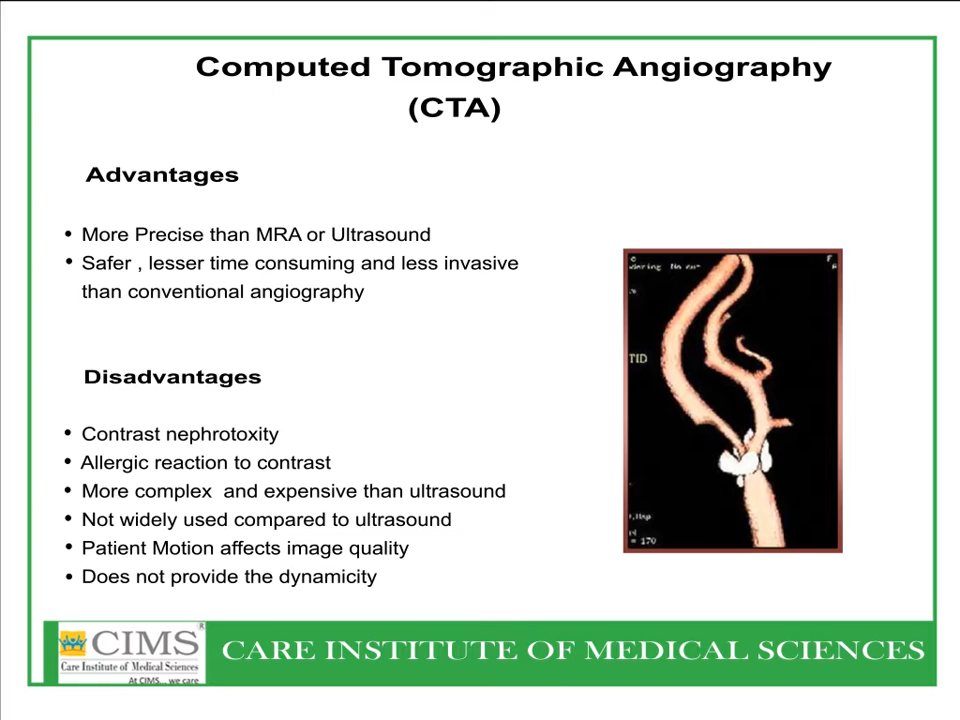 Computed Tomographic Angiography
(CTA)
Advantages
• More Precise than MRA or Ultrasound
• Safer , lesser time consuming and less invasive
than conventional angiography
Disadvantages
• Contrast nephrotoxity
• Allergic reaction to contrast
• More complex and expensive than ultrasound
• Not widely used compared to ultrasound
• Patient Motion affects image quality
• Does not provide the dynamicity
TID
= 170
CIMS®
Care Institute of Medical Sciences
At CIMS... we care
CARE INSTITUTE OF MEDICAL SCIENCES